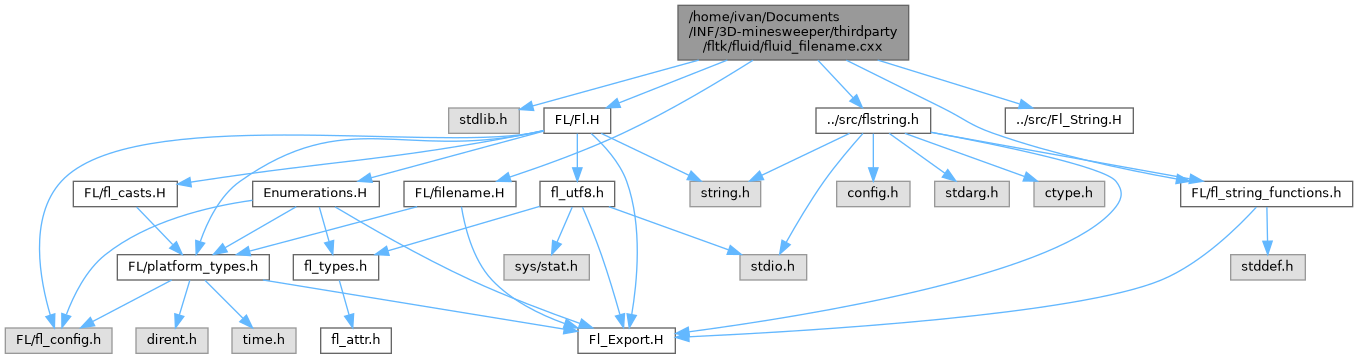 /home/ivan/Documents
/INF/3D-minesweeper/thirdparty
/fltk/fluid/fluid_filename.cxx
stdlib.h
FL/Fl.H
../src/flstring.h
../src/Fl_String.H
FL/fl_casts.h
Enumerations.H
FL/filename.H
fl_utf8.h
string.h
config.h
stdarg.h
ctype.h
FL/fl_string_functions.h
FL/platform_types.h
fl_types.h
sys/stat.h
stdio.h
stddef.h
FL/fl_config.h
dirent.h
time.h
fl_attr.h
Fl_Export.H